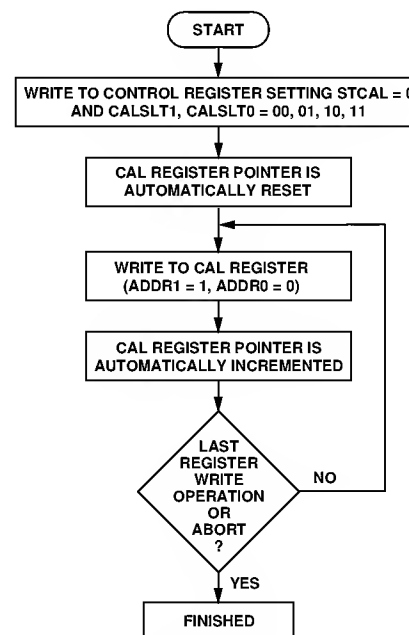 START
WRITE TO CONTROL REGISTER SETTING STCAL = 0
AND CALSLT1, CALSLT0 = 00, 01, 10, 11
CAL REGISTER POINTER IS
AUTOMATICALLY RESET
WRITE TO CAL REGISTER
(ADDR1 = 1, ADDR0 = 0)
CAL REGISTER POINTER IS
AUTOMATICALLY INCREMENTED
LAST
REGISTER
WRITE
OPERATION
OR
ABORT
?
NO
YES
FINISHED